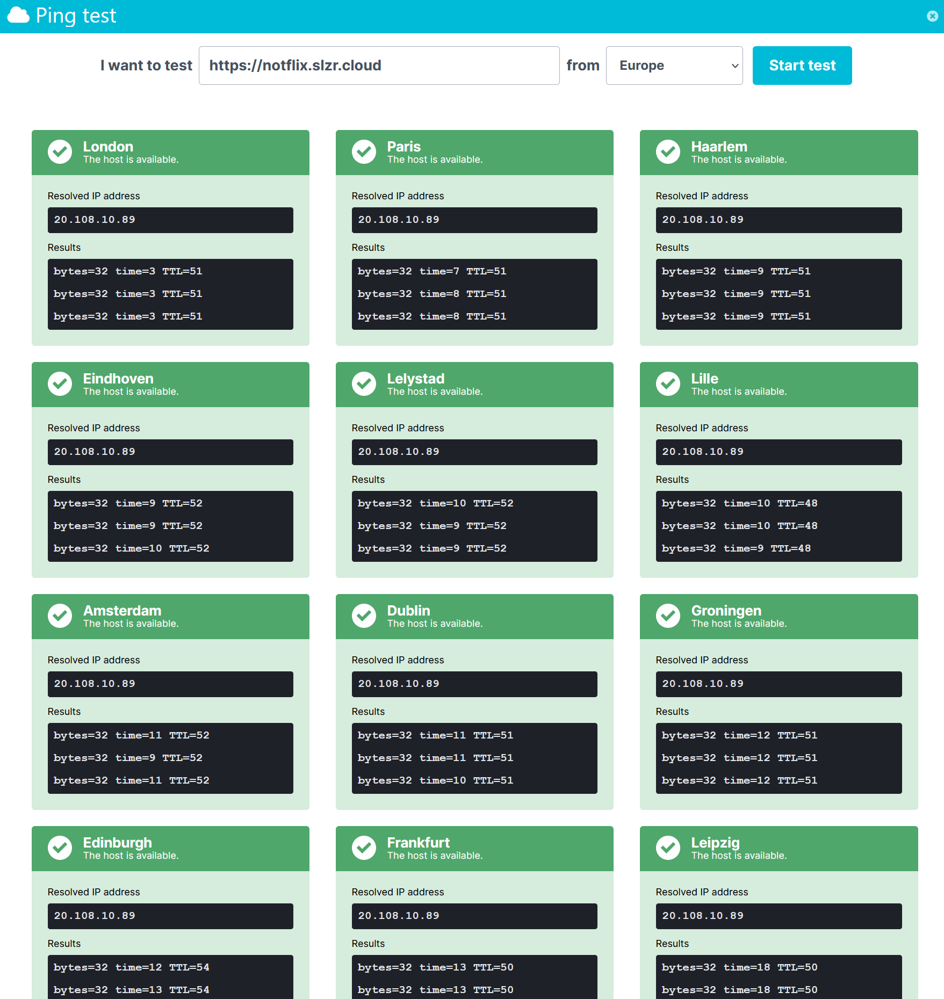 Ping test
I want to test https://notflix.slzr.cloud from Europe Start test
London
The host is available.
Resolved IP address
20.108.10.89
Results
bytes=32 time=3 TTL=51
bytes=32 time=3 TTL=51
bytes=32 time=3 TTL=51
Paris
The host is available.
Resolved IP address
20.108.10.89
Results
bytes=32 time=7 TTL=51
bytes=32 time=8 TTL=51
bytes=32 time=8 TTL=51
Haarlem
The host is available.
Resolved IP address
20.108.10.89
Results
bytes=32 time=9 TTL=51
bytes=32 time=9 TTL=51
bytes=32 time=9 TTL=51
Eindhoven
The host is available.
Resolved IP address
20.108.10.89
Results
bytes=32 time=9 TTL=52
bytes=32 time=9 TTL=52
bytes=32 time=10 TTL=52
Lelystad
The host is available.
Resolved IP address
20.108.10.89
Results
bytes=32 time=10 TTL=52
bytes=32 time=9 TTL=52
bytes=32 time=9 TTL=52
Lille
The host is available.
Resolved IP address
20.108.10.89
Results
bytes=32 time=10 TTL=48
bytes=32 time=10 TTL=48
bytes=32 time=9 TTL=48
Amsterdam
The host is available.
Resolved IP address
20.108.10.89
Results
bytes=32 time=11 TTL=52
bytes=32 time=9 TTL=52
bytes=32 time=11 TTL=52
Dublin
The host is available.
Resolved IP address
20.108.10.89
Results
bytes=32 time=11 TTL=51
bytes=32 time=11 TTL=51
bytes=32 time=10 TTL=51
Groningen
The host is available.
Resolved IP address
20.108.10.89
Results
bytes=32 time=12 TTL=51
bytes=32 time=12 TTL=51
bytes=32 time=12 TTL=51
Edinburgh
The host is available.
Resolved IP address
20.108.10.89
Results
bytes=32 time=12 TTL=54
bytes=32 time=13 TTL=54
Frankfurt
The host is available.
Resolved IP address
20.108.10.89
Results
bytes=32 time=13 TTL=50
bytes=32 time=13 TTL=50
Leipzig
The host is available.
Resolved IP address
20.108.10.89
Results
bytes=32 time=18 TTL=50
bytes=32 time=18 TTL=50